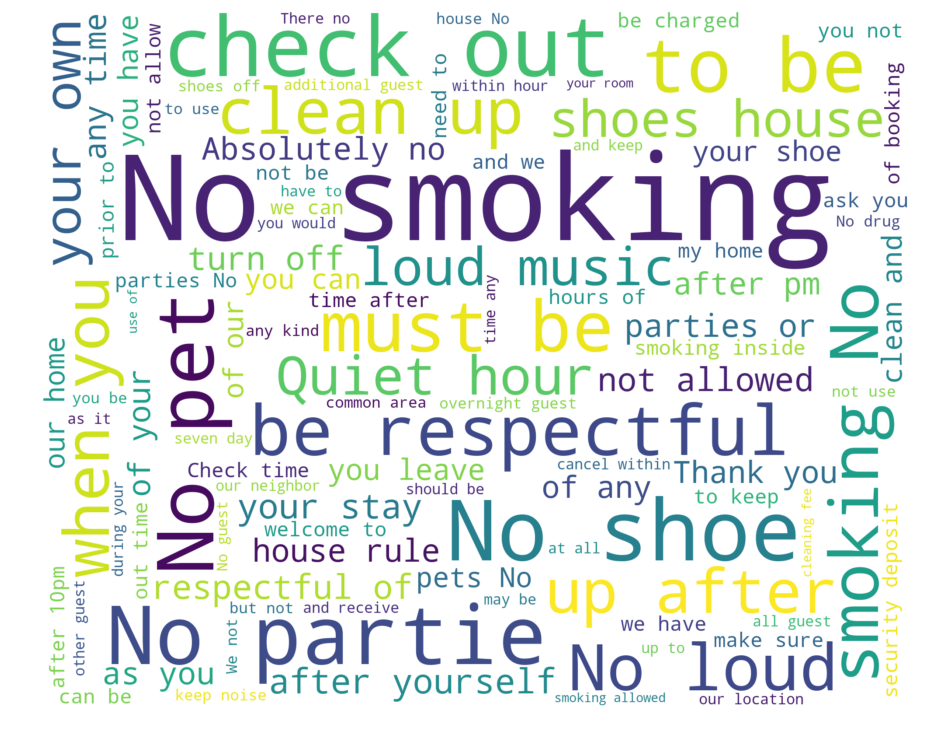 There no
house No
be charged
you not
check out
to be
your own
any time
you have
not allow
shoes off
additional guest
need to
within hour
your room
of booking
to use
clean up
shoes house
and keep
Absolutely no
and we
your shoe
prior to
not be
have to
we can
you would
No smoking
ask you
No drug
turn off
loud music
my home
clean and
parties No
you can
time any
hours of
after pm
time after
use of
of our
any kind
must be
parties or
smoking inside
when you
No pet
Quiet hour
not allowed
smoking No
not use
our home
you be
as it
of your
common area
overnight guest
seven day
be respectful
Check time
you leave
cancel within
Thank you
our neighbor
should be
of any
to keep
during your
out time
No guest
your stay
welcome to
house rule
No shoe
at all
cleaning fee
security deposit
after 10pm
other guest
respectful of
pets No
may be
up after
but not
and receive
We not
No partie
we have
all guest
up to
make sure
as you
after yourself
No loud
can be
keep noise
smoking allowed
our location